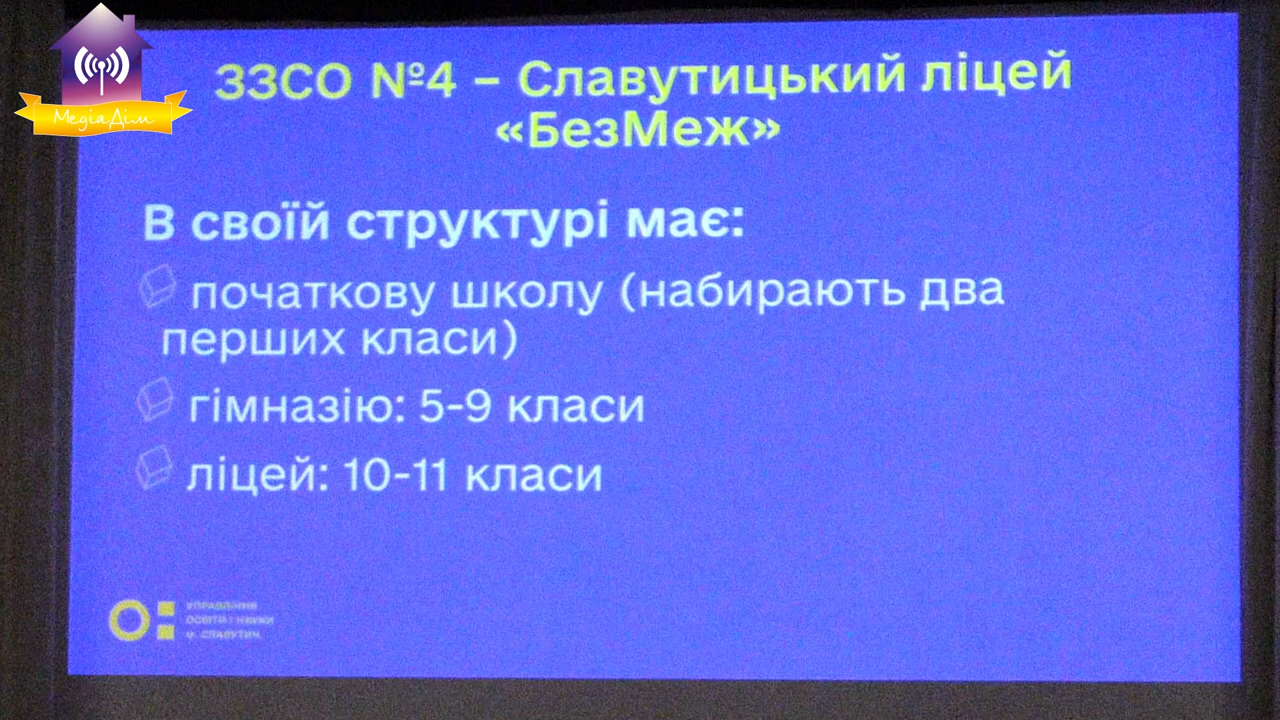 МедіаДім
ЗЗСО №4 – Славутицький ліцей
«БезМеж»
В своїй структурі має:
початкову школу (набирають два
перших класи)
гімназію: 5-9 класи
ліцей: 10-11 класи
УПРАВЛІННЯ
ОСВІТИ І НАУКИ
м. СЛАВУТИЧ